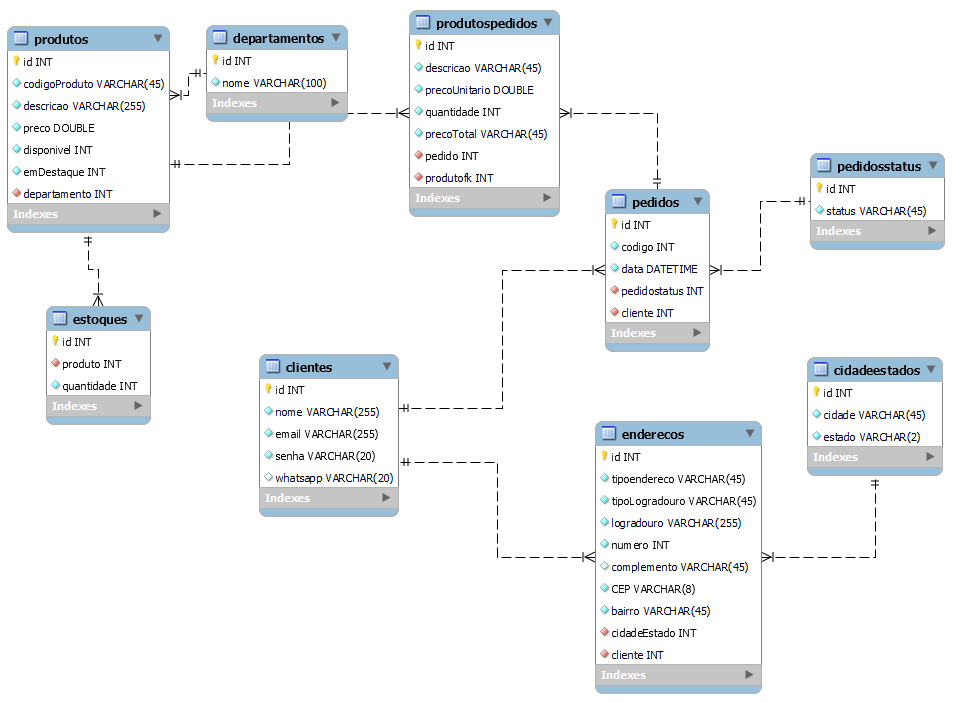 produtos
id INT
codigoProduto VARCHAR(45)
descricao VARCHAR(255)
preco DOUBLE
disponivel INT
emDestaque INT
departamento INT
Indexes
departamentos
id INT
nome VARCHAR(100)
Indexes
produtospedidos
id INT
descricao VARCHAR(45)
precoUnitario DOUBLE
quantidade INT
precoTotal VARCHAR(45)
pedido INT
produtofk INT
Indexes
pedidosstatus
id INT
status VARCHAR(45)
Indexes
pedidos
id INT
codigo INT
data DATETIME
pedidostatus INT
cliente INT
Indexes
estoques
id INT
produto INT
quantidade INT
Indexes
clientes
id INT
nome VARCHAR(255)
email VARCHAR(255)
senha VARCHAR(20)
whatsapp VARCHAR(20)
Indexes
cidadeestados
id INT
cidade VARCHAR(45)
estado VARCHAR(2)
Indexes
enderecos
id INT
tipoendereco VARCHAR(45)
tipoLogradouro VARCHAR(45)
logradouro VARCHAR(255)
numero INT
complemento VARCHAR(45)
CEP VARCHAR(8)
bairro VARCHAR(45)
cidadeEstado INT
cliente INT
Indexes